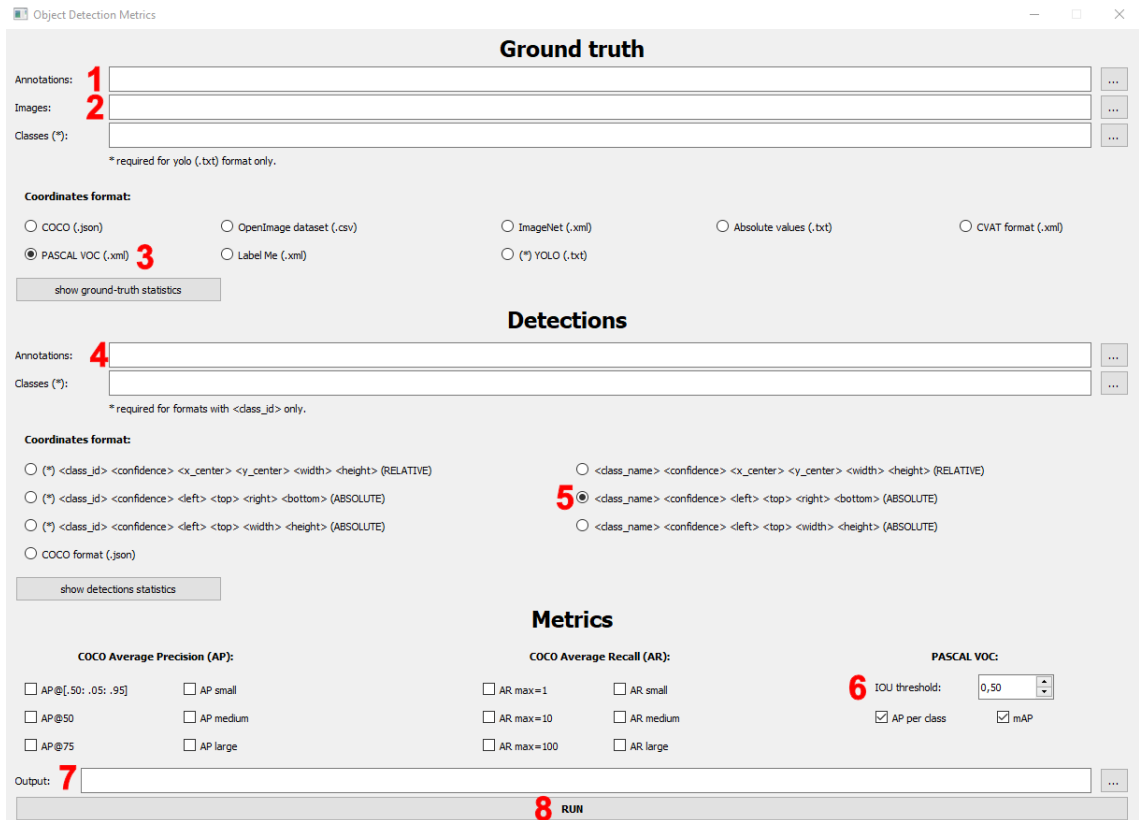 Object Detection Metrics
Ground truth
Annotations: 1 ...
Images: 2 ...
Classes (*): ...
* required for yolo (.txt) format only.
Coordinates format:
COCO (.json) OpenImage dataset (.csv) ImageNet (.xml) Absolute values (.txt) CVAT format (.xml)
PASCAL VOC (.xml) 3 Label Me (.xml) (*) YOLO (.txt)
show ground-truth statistics
Detections
Annotations: 4 ...
Classes (*): ...
* required for formats with <class_id> only.
Coordinates format:
(*) <class_id> <confidence> <x_center> <y_center> <width> <height> (RELATIVE) <class_name> <confidence> <x_center> <y_center> <width> <height> (RELATIVE)
(*) <class_id> <confidence> <left> <top> <right> <bottom> (ABSOLUTE) 5 <class_name> <confidence> <left> <top> <right> <bottom> (ABSOLUTE)
(*) <class_id> <confidence> <left> <top> <width> <height> (ABSOLUTE) <class_name> <confidence> <left> <top> <width> <height> (ABSOLUTE)
COCO format (.json)
show detections statistics
Metrics
COCO Average Precision (AP): COCO Average Recall (AR): PASCAL VOC:
AP@[.50: .05: .95] AP small AR max=1 AR small 6 IOU threshold: 0,50
AP@50 AP medium AR max=10 AR medium AP per class mAP
AP@75 AP large AR max=100 AR large
Output: 7 ...
8 RUN